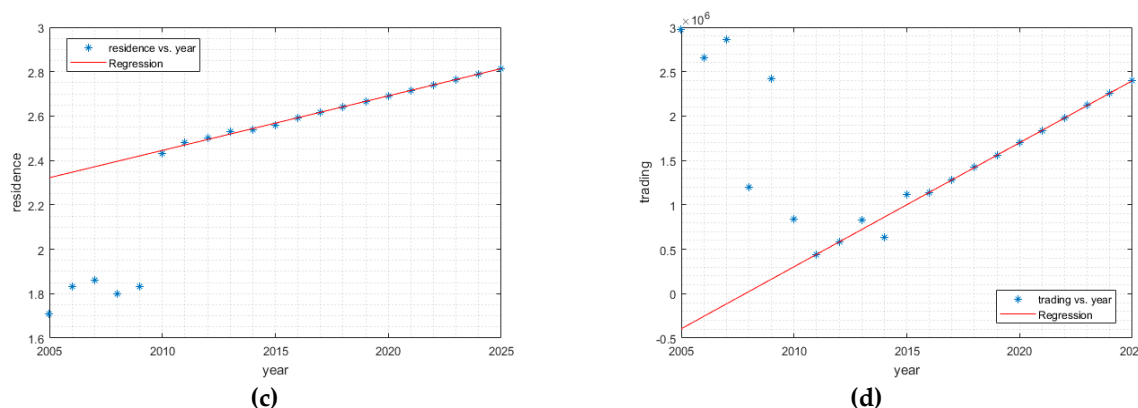 3
2.8
2.6
2.4
2.2
2
1.8
1.6
residence
residence vs. year
Regression
2005 2010 2015 2020 2025
year
(c)
×10⁶
3
2.5
2
1.5
1
0.5
0
-0.5
trading
trading vs. year
Regression
2005 2010 2015 2020 202
year
(d)